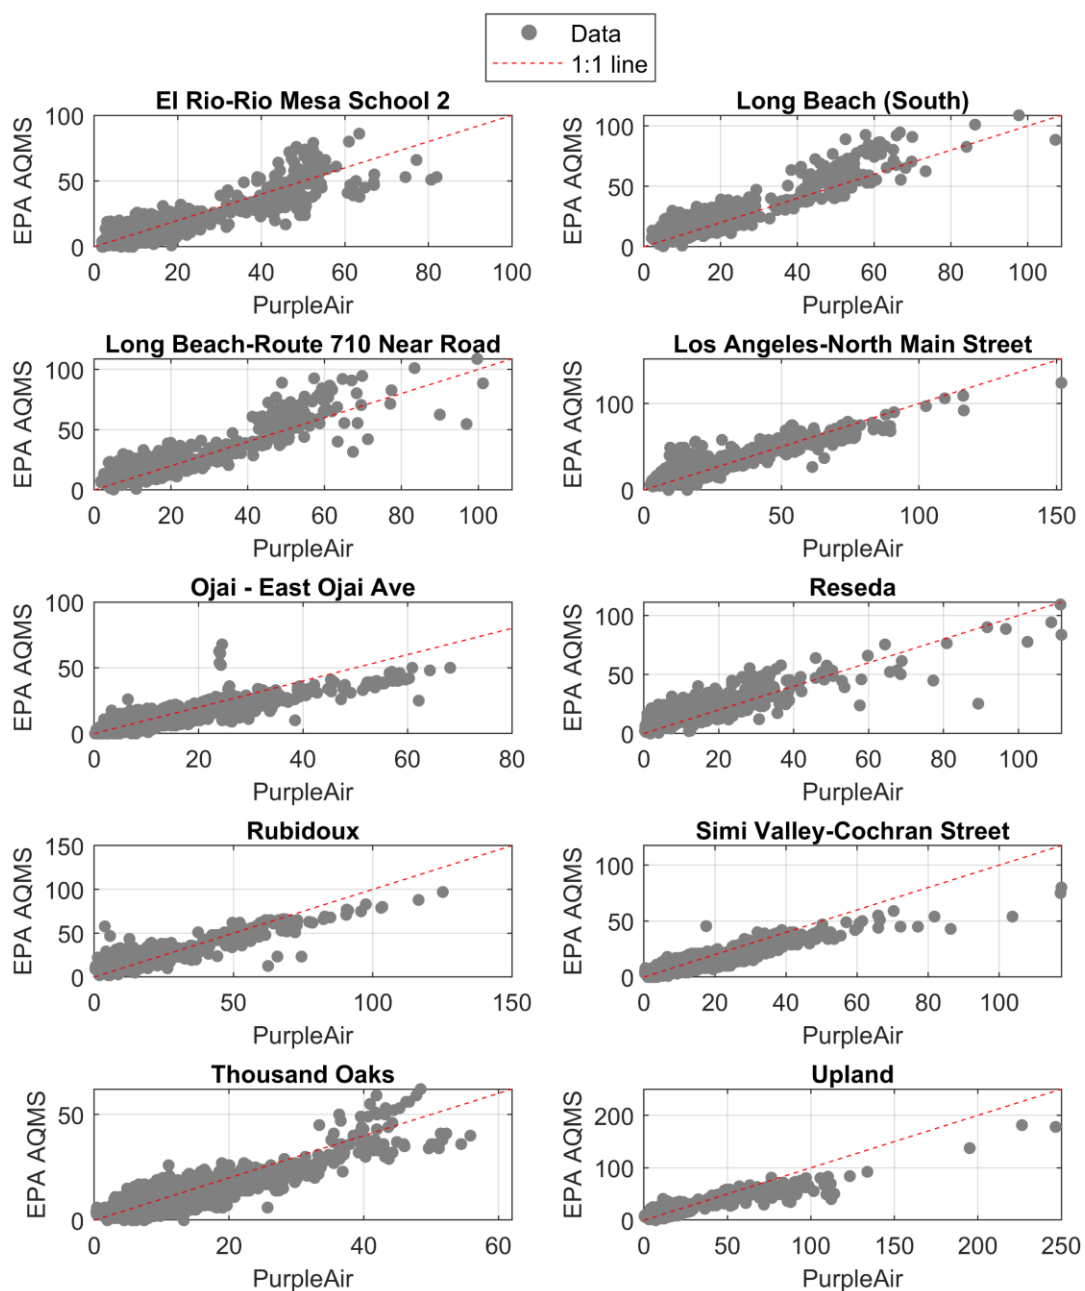 Data
1:1 line
El Rio-Rio Mesa School 2
Long Beach (South)
100
50
0
EPA AQMS
0 20 40 60 80 100
PurpleAir
100
50
0
EPA AQMS
0 20 40 60 80 100
PurpleAir
Long Beach-Route 710 Near Road
Los Angeles-North Main Street
100
50
0
EPA AQMS
0 20 40 60 80 100
PurpleAir
100
0
EPA AQMS
0 50 100 150
PurpleAir
Ojai - East Ojai Ave
Reseda
100
50
0
EPA AQMS
0 20 40 60 80
PurpleAir
100
50
0
EPA AQMS
0 20 40 60 80 100
PurpleAir
Rubidoux
Simi Valley-Cochran Street
150
100
50
0
EPA AQMS
0 50 100 150
PurpleAir
100
50
0
EPA AQMS
0 20 40 60 80 100
PurpleAir
Thousand Oaks
Upland
50
0
EPA AQMS
0 20 40 60
PurpleAir
200
100
0
EPA AQMS
0 50 100 150 200 250
PurpleAir